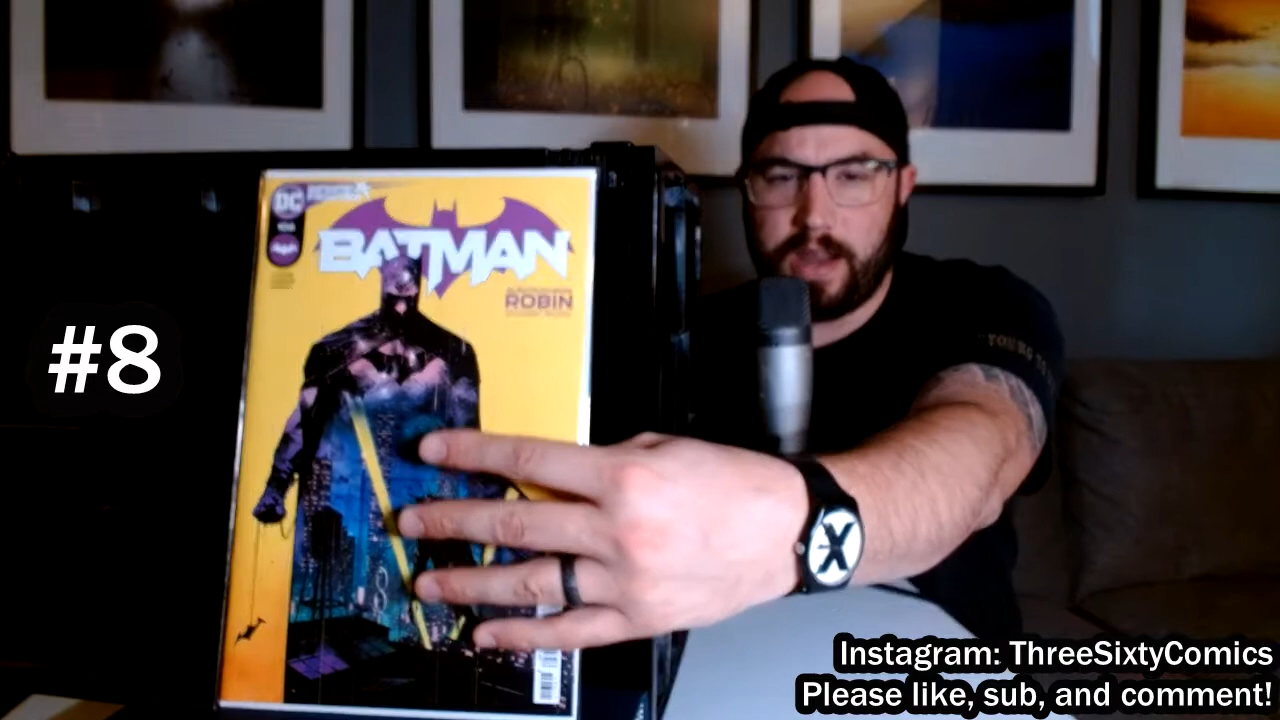 DC
BATMAN
ROBIN
#8
X
Instagram: ThreeSixtyComics
Please like, sub, and comment!